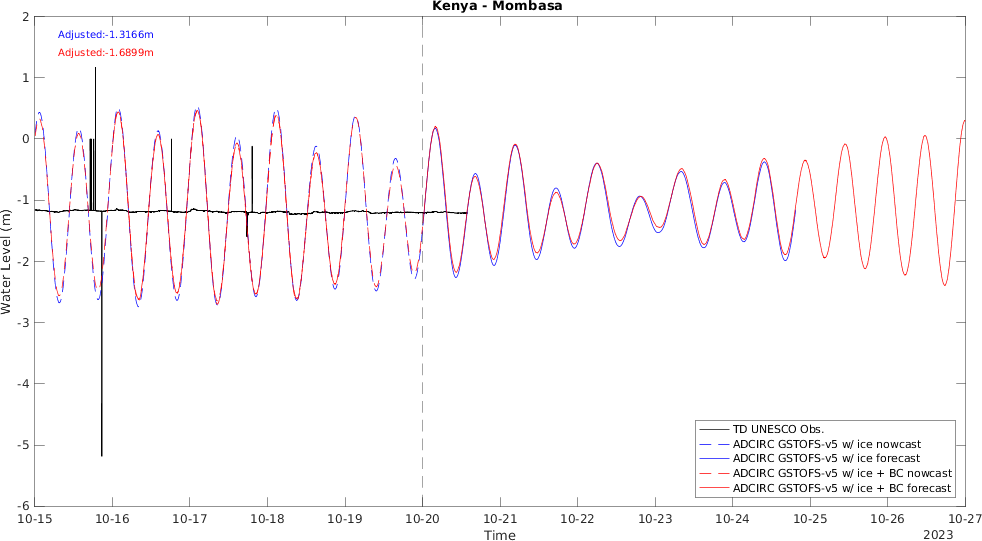 Kenya - Mombasa
Adjusted:-1.3166m
Adjusted:-1.6899m
2
1
0
-1
-2
-3
-4
-5
-6
Water Level (m)
TD UNESCO Obs.
ADCIRC GSTOFS-v5 w/ ice nowcast
ADCIRC GSTOFS-v5 w/ ice forecast
ADCIRC GSTOFS-v5 w/ ice + BC nowcast
ADCIRC GSTOFS-v5 w/ ice + BC forecast
10-15 10-16 10-17 10-18 10-19 10-20 10-21 10-22 10-23 10-24 10-25 10-26 10-27
Time
2023